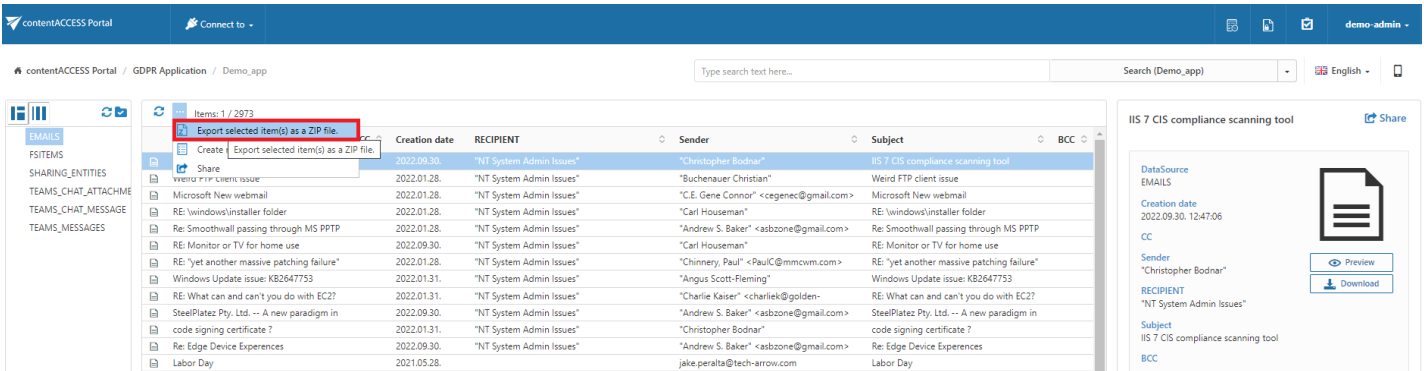 contentACCESS Portal Connect to demo-admin
contentACCESS Portal / GDPR Application / Demo_app Type search text here... Search (Demo_app) English
EMAILS
FSITEMS
SHARING_ENTITIES
TEAMS_CHAT_ATTACHME
TEAMS_CHAT_MESSAGE
TEAMS_MESSAGES
Items: 1 / 2973
Export selected item(s) as a ZIP file.
Create
Export selected item(s) as a ZIP file.
Share
CC Creation date RECIPIENT Sender Subject BCC
2022.09.30. "NT System Admin Issues" "Christopher Bodnar" IIS 7 CIS compliance scanning tool
Weird FTP client issue 2022.01.28. "NT System Admin Issues" "Buchenauer Christian" Weird FTP client issue
Microsoft New webmail 2022.01.28. "NT System Admin Issues" "C.E. Gene Connor" <cegenec@gmail.com> Microsoft New webmail
RE: \windows\installer folder 2022.01.28. "NT System Admin Issues" "Carl Houseman" RE: \windows\installer folder
Re: Smoothwall passing through MS PPTP 2022.01.28. "NT System Admin Issues" "Andrew S. Baker" <asbzone@gmail.com> Re: Smoothwall passing through MS PPTP
RE: Monitor or TV for home use 2022.09.30. "NT System Admin Issues" "Carl Houseman" RE: Monitor or TV for home use
RE: "yet another massive patching failure" 2022.01.28. "NT System Admin Issues" "Chinnery, Paul" <PaulC@mmcwm.com> RE: "yet another massive patching failure"
Windows Update issue: KB2647753 2022.01.31. "NT System Admin Issues" "Angus Scott-Fleming" Windows Update issue: KB2647753
RE: What can and can't you do with EC2? 2022.01.31. "NT System Admin Issues" "Charlie Kaiser" <charliek@golden- RE: What can and can't you do with EC2?
SteelPlatez Pty. Ltd. -- A new paradigm in 2022.09.30. "NT System Admin Issues" "Andrew S. Baker" <asbzone@gmail.com> SteelPlatez Pty. Ltd. -- A new paradigm in
code signing certificate ? 2022.01.31. "NT System Admin Issues" "Christopher Bodnar" code signing certificate ?
Re: Edge Device Experences 2022.09.30. "NT System Admin Issues" "Andrew S. Baker" <asbzone@gmail.com> Re: Edge Device Experences
Labor Day 2021.05.28. jake.peralta@tech-arrow.com Labor Day
IIS 7 CIS compliance scanning tool Share
DataSource
EMAILS
Creation date
2022.09.30. 12:47:06
CC
Sender
"Christopher Bodnar"
RECIPIENT
"NT System Admin Issues"
Subject
IIS 7 CIS compliance scanning tool
BCC
Preview
Download